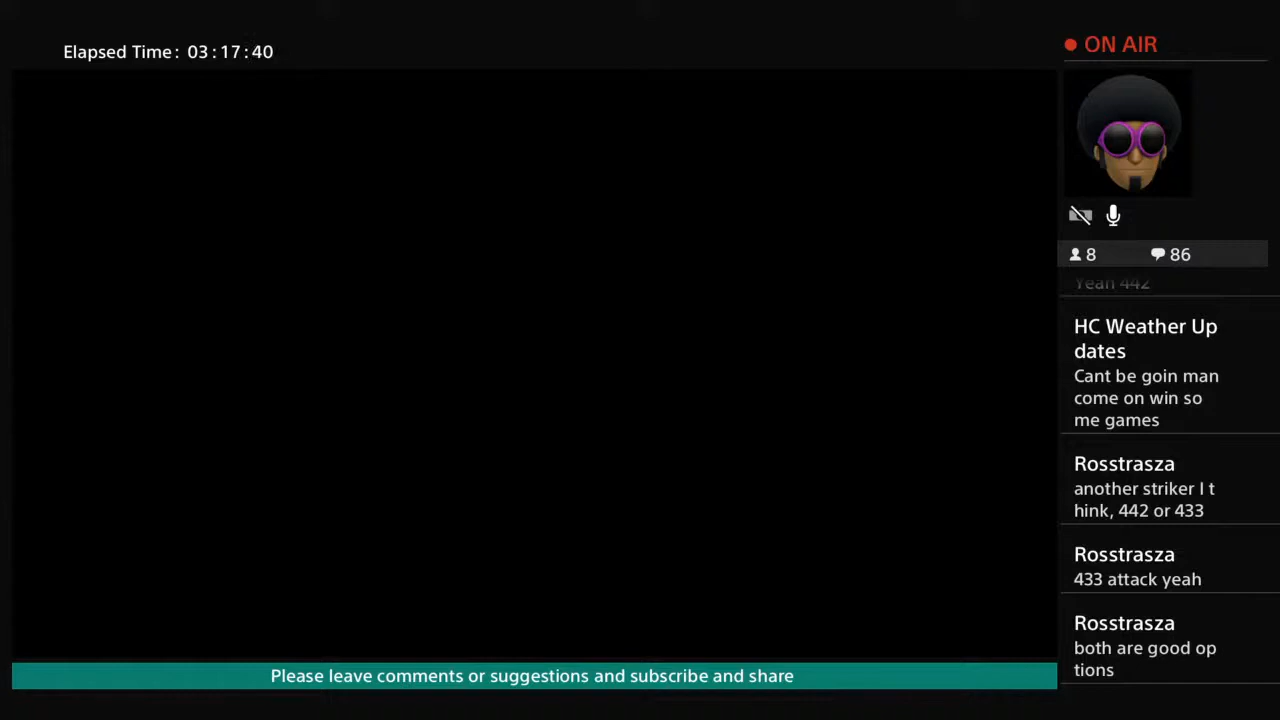 Elapsed Time: 03:17:40
ON AIR
8 86
Yeah 442
HC Weather Up
dates
Cant be goin man
come on win so
me games
Rosstrasza
another striker I t
hink, 442 or 433
Rosstrasza
433 attack yeah
Rosstrasza
both are good op
tions
Please leave comments or suggestions and subscribe and share